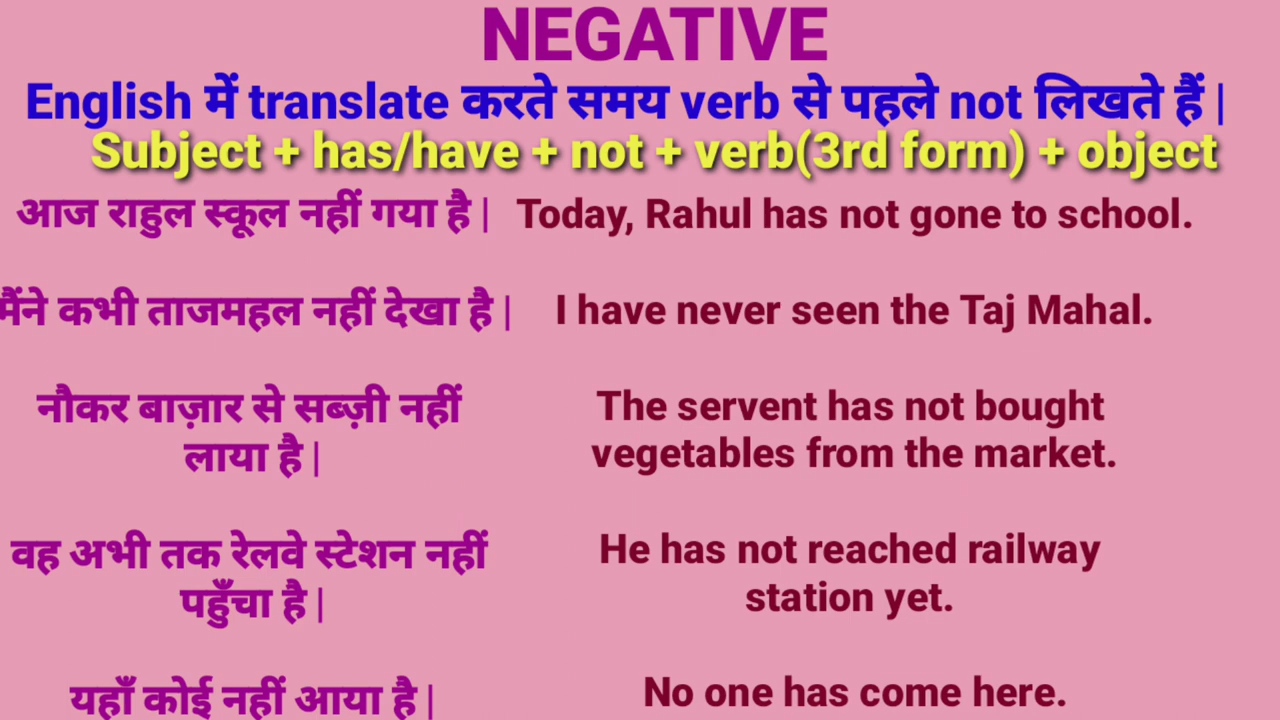 NEGATIVE
English में translate करते समय verb से पहले not लिखते हैं |
Subject + has/have + not + verb(3rd form) + object
आज राहुल स्कूल नहीं गया है | Today, Rahul has not gone to school.
मैंने कभी ताजमहल नहीं देखा है | I have never seen the Taj Mahal.
नौकर बाज़ार से सब्ज़ी नहीं
लाया है |
The servent has not bought
vegetables from the market.
वह अभी तक रेलवे स्टेशन नहीं
पहुँचा है |
He has not reached railway
station yet.
यहाँ कोई नहीं आया है | No one has come here.